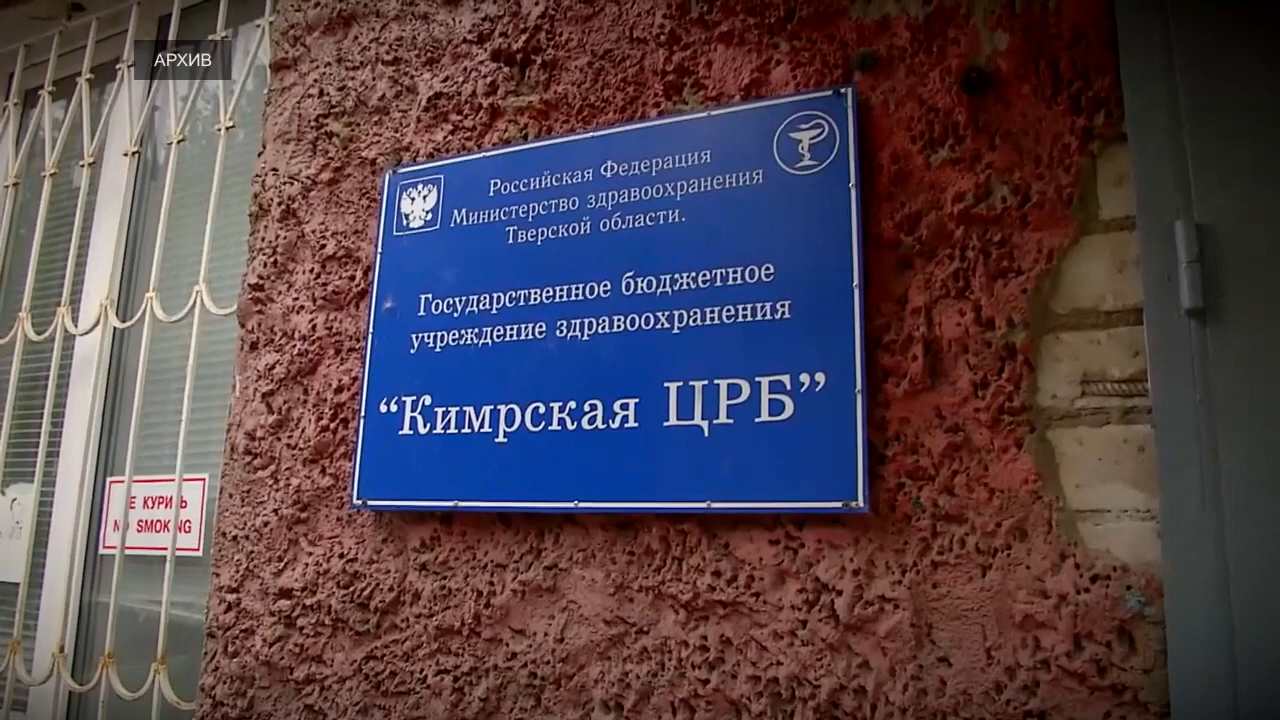 АРХИВ
Российская Федерация
Министерство здравоохранения
Тверской области.
Государственное бюджетное
учреждение здравоохранения
“Кимрская ЦРБ”
КУРИТЬ
SMOKING